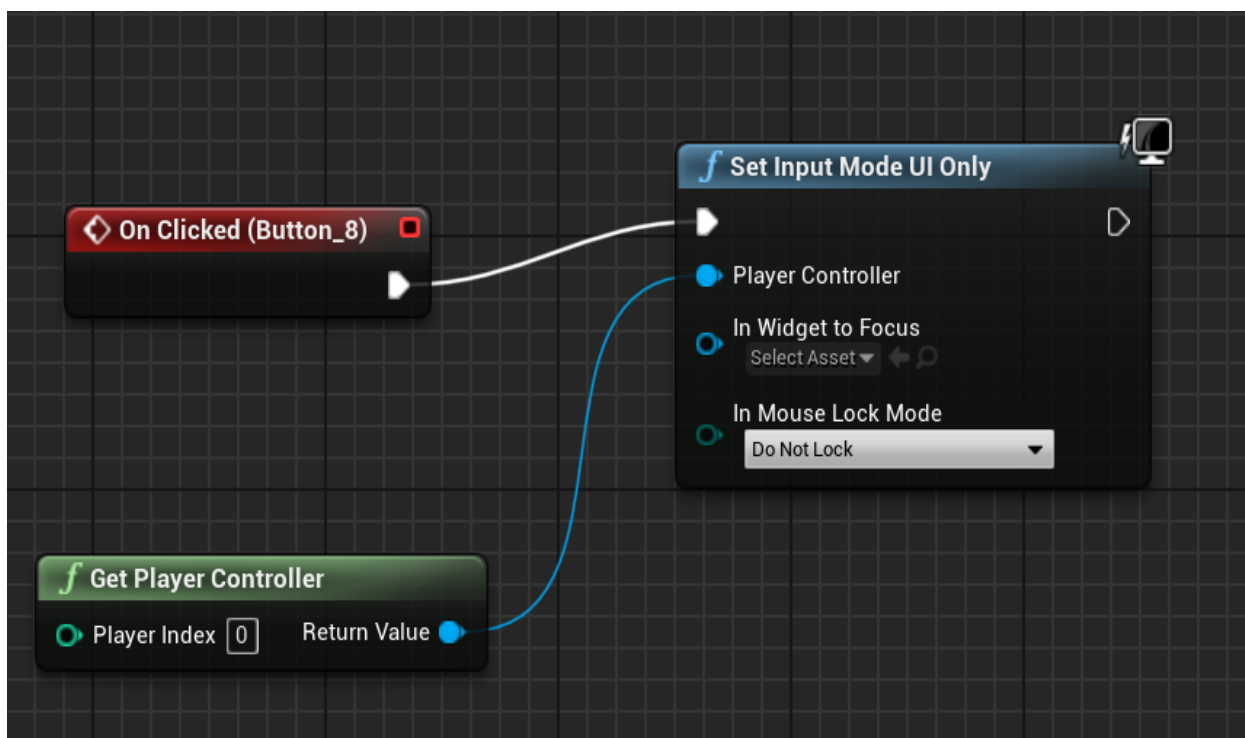 Set Input Mode UI Only
On Clicked (Button_8)
Player Controller
In Widget to Focus
Select Asset
In Mouse Lock Mode
Do Not Lock
Get Player Controller
Player Index 0 Return Value